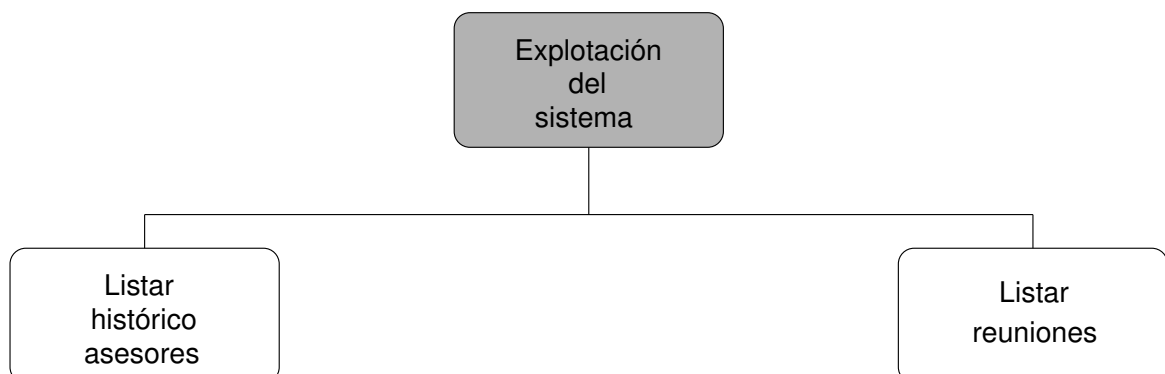 Explotación
del
sistema
Listar
histórico
asesores
Listar
reuniones